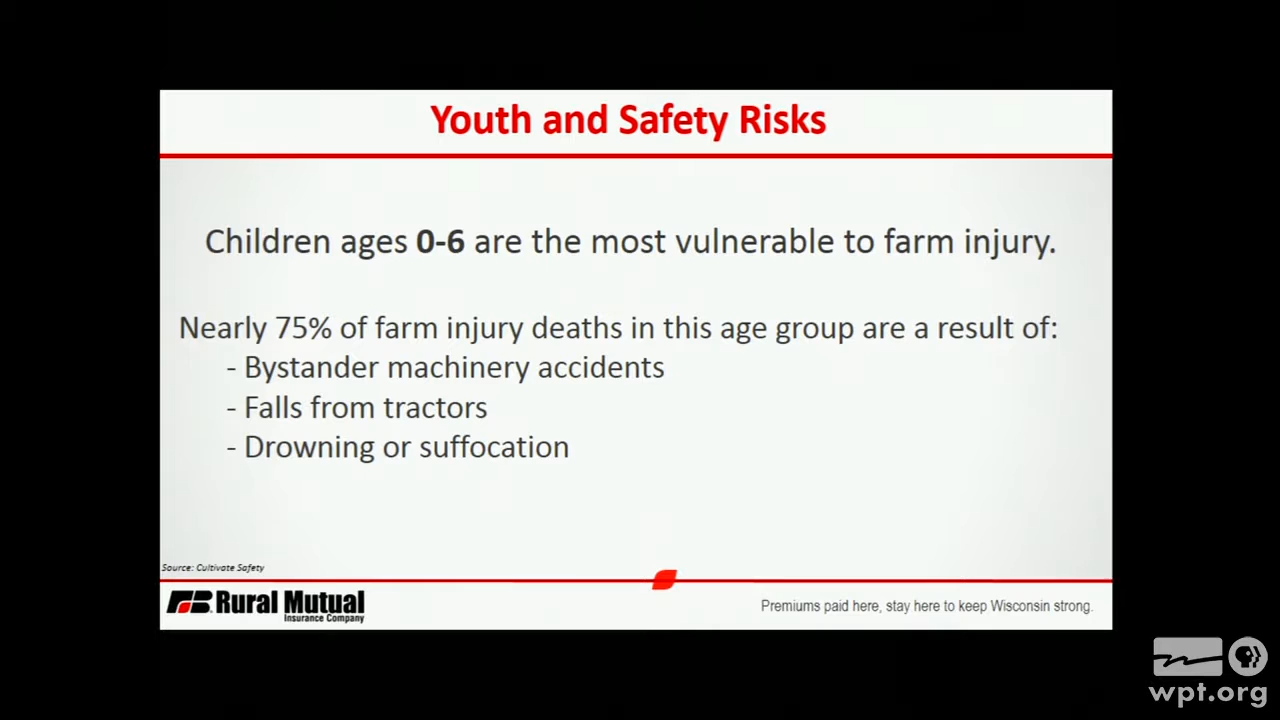 Youth and Safety Risks
Children ages 0-6 are the most vulnerable to farm injury.
Nearly 75% of farm injury deaths in this age group are a result of:
- Bystander machinery accidents
- Falls from tractors
- Drowning or suffocation
Source: Cultivate Safety
FB Rural Mutual
Insurance Company
Premiums paid here, stay here to keep Wisconsin strong.
wpt.org